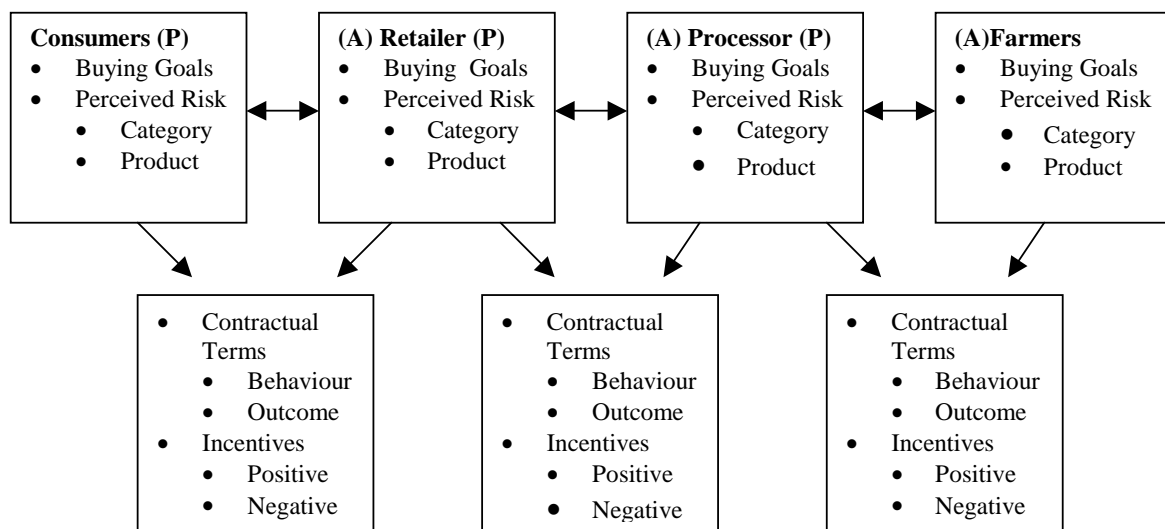 Consumers (P)
• Buying Goals
• Perceived Risk
• Category
• Product
(A) Retailer (P)
• Buying Goals
• Perceived Risk
• Category
• Product
(A) Processor (P)
• Buying Goals
• Perceived Risk
• Category
• Product
(A)Farmers
• Buying Goals
• Perceived Risk
• Category
• Product
• Contractual
Terms
• Behaviour
• Outcome
• Incentives
• Positive
• Negative
• Contractual
Terms
• Behaviour
• Outcome
• Incentives
• Positive
• Negative
• Contractual
Terms
• Behaviour
• Outcome
• Incentives
• Positive
• Negative